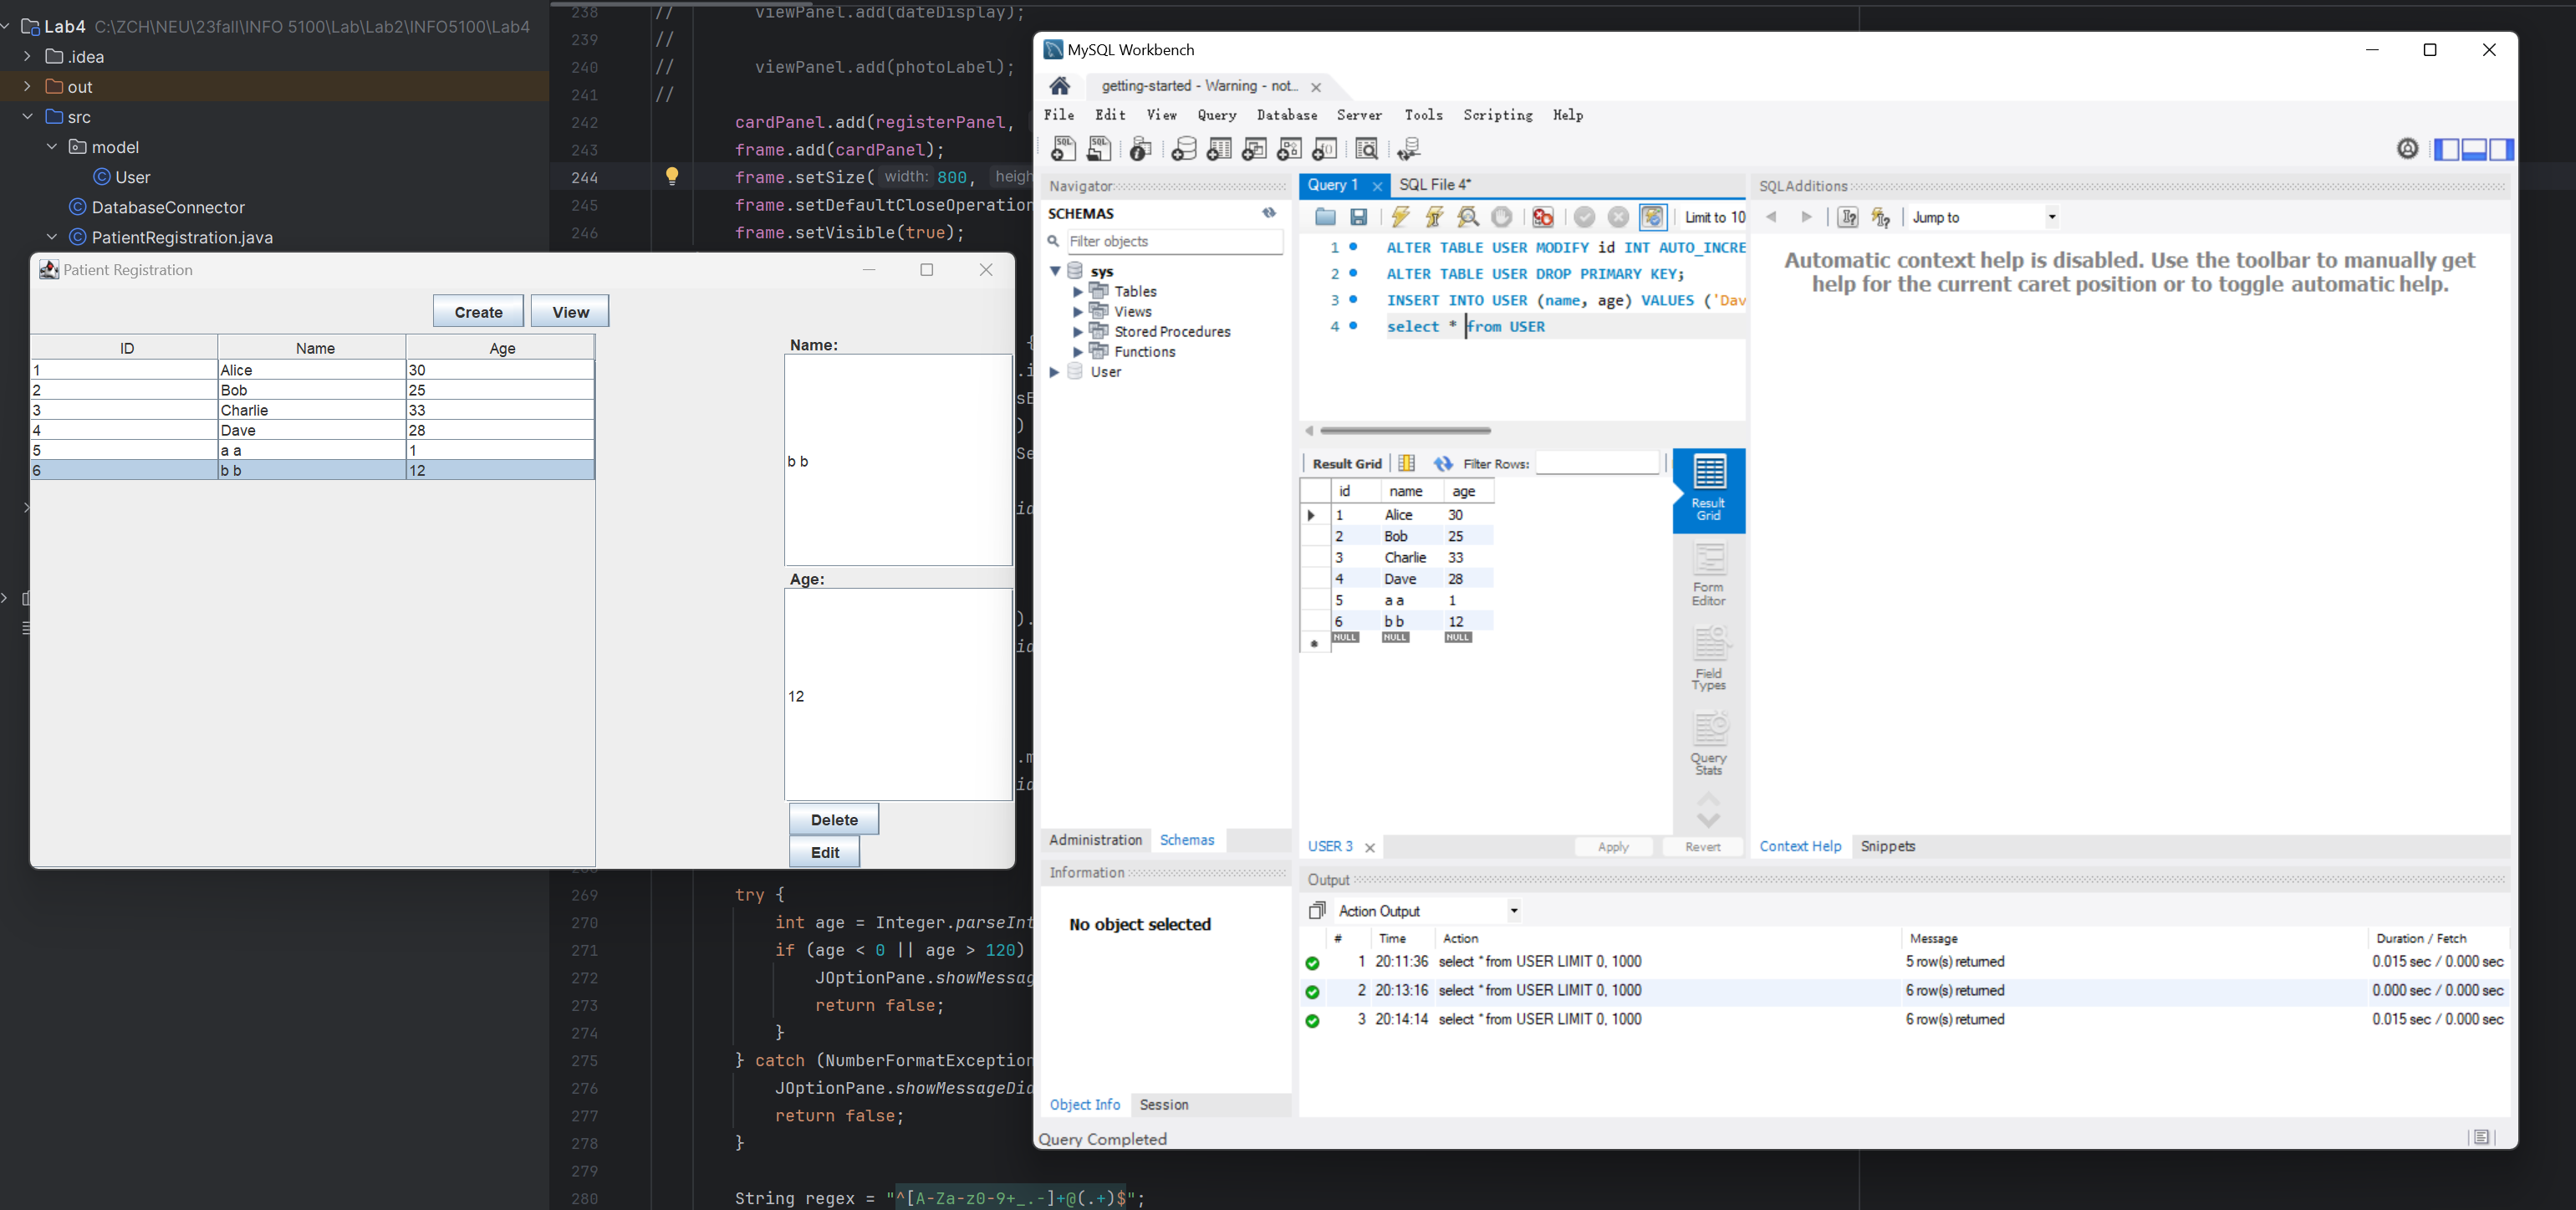 Lab4 C:\ZCH\NEU\23fall\INFO 5100\Lab\Lab2\INFO5100\Lab4
.idea
out
src
model
User
DatabaseConnector
PatientRegistration.java
238 // viewPanel.add(dateDisplay);
239 //
240 // viewPanel.add(photoLabel);
241 //
242 cardPanel.add(registerPanel,
243 frame.add(cardPanel);
244 frame.setSize( width: 800, heigh
245 frame.setDefaultCloseOperation
246 frame.setVisible(true);
Patient Registration
Create View
ID Name Age
1 Alice 30
2 Bob 25
3 Charlie 33
4 Dave 28
5 a a 1
6 b b 12
Name:
b b
Age:
12
Delete
Edit
269 try {
270 int age = Integer.parseInt
271 if (age < 0 || age > 120)
272 JOptionPane.showMessag
273 return false;
274 }
275 } catch (NumberFormatException
276 JOptionPane.showMessageDia
277 return false;
278 }
279
280 String regex = "^[A-Za-z0-9+_.-]+@(.+)$";
MySQL Workbench
getting-started - Warning - not...
File Edit View Query Database Server Tools Scripting Help
Navigator
SCHEMAS
Filter objects
sys
Tables
Views
Stored Procedures
Functions
User
Administration Schemas
Information
No object selected
Object Info Session
Query Completed
Query 1 SQL File 4*
Limit to 10
1 ALTER TABLE USER MODIFY id INT AUTO_INCRE
2 ALTER TABLE USER DROP PRIMARY KEY;
3 INSERT INTO USER (name, age) VALUES ('Dav
4 select * from USER
Result Grid Filter Rows:
id name age
1 Alice 30
2 Bob 25
3 Charlie 33
4 Dave 28
5 a a 1
6 b b 12
NULL NULL NULL
Result Grid
Form Editor
Field Types
Query Stats
USER 3 Apply Revert
SQLAdditions
Jump to
Automatic context help is disabled. Use the toolbar to manually get
help for the current caret position or to toggle automatic help.
Context Help Snippets
Output
Action Output
# Time Action Message Duration / Fetch
1 20:11:36 select * from USER LIMIT 0, 1000 5 row(s) returned 0.015 sec / 0.000 sec
2 20:13:16 select * from USER LIMIT 0, 1000 6 row(s) returned 0.000 sec / 0.000 sec
3 20:14:14 select * from USER LIMIT 0, 1000 6 row(s) returned 0.015 sec / 0.000 sec